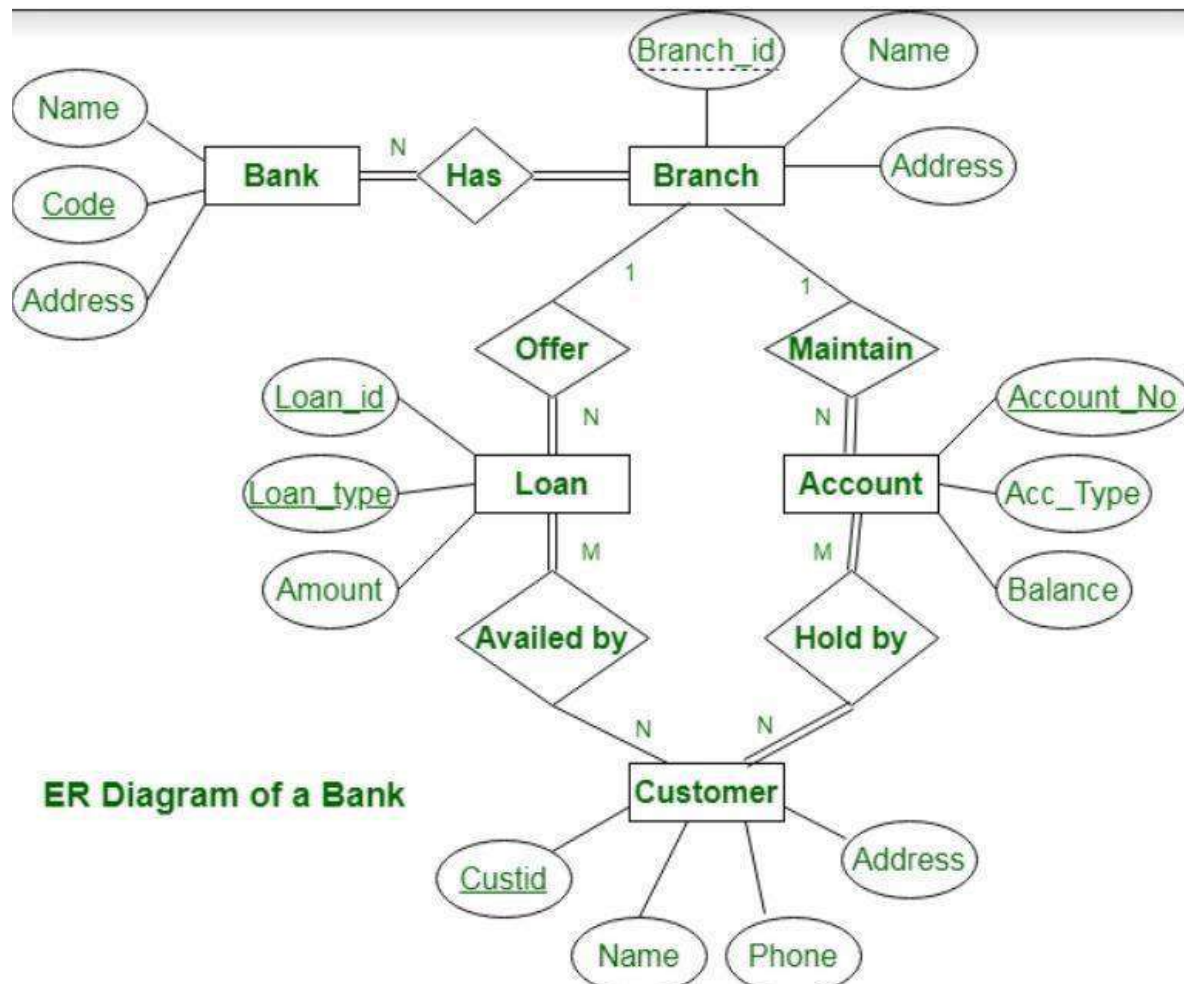 Branch_id
Name
Name
Bank
N
Has
Branch
Code
Address
Address
1
1
Offer
Maintain
Loan_id
Account_No
N
N
Loan
Account
Loan_type
Acc_Type
M
M
Amount
Balance
Availed by
Hold by
N
N
Customer
ER Diagram of a Bank
Custid
Address
Name
Phone